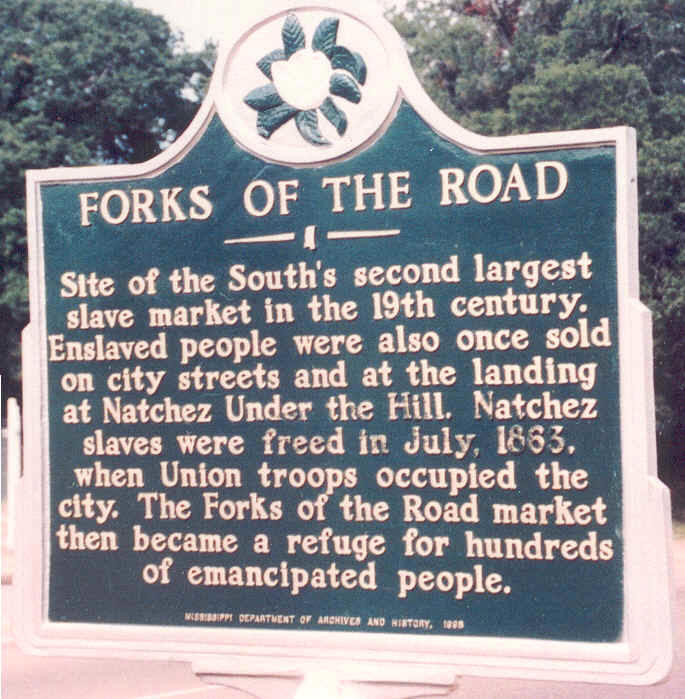 FORKS OF THE ROAD
Site of the South's second largest
slave market in the 19th century.
Enslaved people were also once sold
on city streets and at the landing
at Natchez Under the Hill. Natchez
slaves were freed in July, 1863,
when Union troops occupied the
city. The Forks of the Road market
then became a refuge for hundreds
of emancipated people.
MISSISSIPPI DEPARTMENT OF ARCHIVES AND HISTORY,